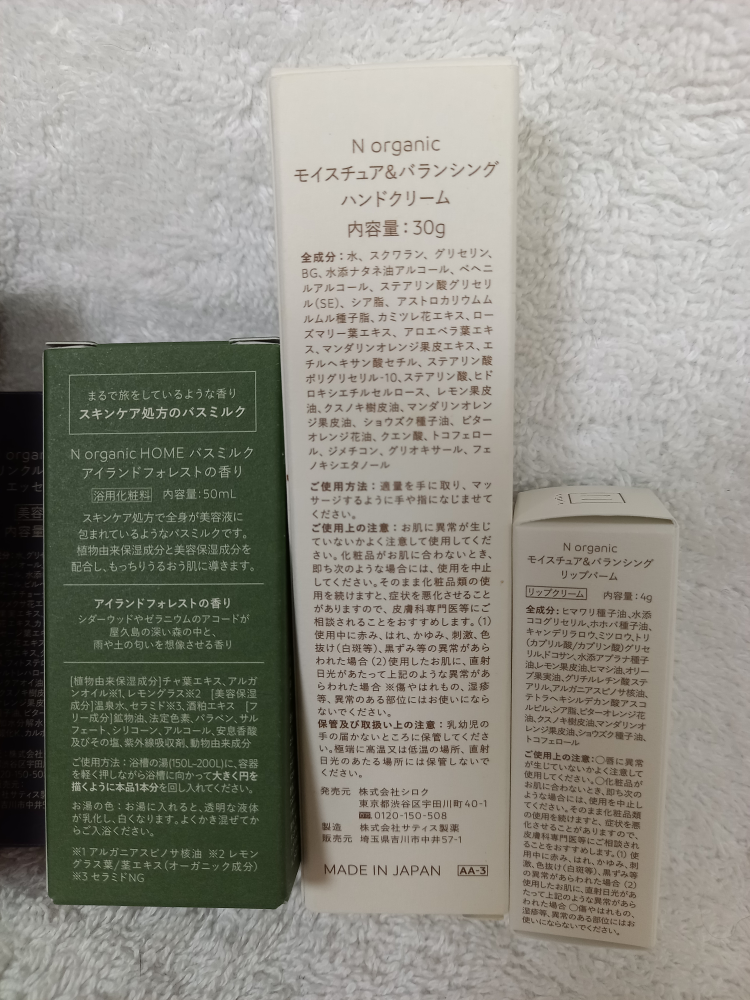 まるで旅をしているような香り
スキンケア処方のバスミルク
N organic HOME バスミルク
アイランドフォレストの香り
浴用化粧料 内容量:50mL
スキンケア処方で全身が美容液に
包まれているようなバスミルクです。
植物由来保湿成分と美容保湿成分を
配合し、もっちりうるおう肌に導きます。
アイランドフォレストの香り
シダーウッドやゼラニウムのアコードが
屋久島の深い森の中と、
雨や土の匂いを想像させる香り
[植物由来保湿成分]チャ葉エキス、アルガ
ンオイル※1、レモングラス※2 [美容保湿
成分]温泉水、セラミド※3、酒粕エキス [フ
リー成分]鉱物油、法定色素、パラベン、サル
フェート、シリコーン、アルコール、安息香酸
及びその塩、紫外線吸収剤、動物由来成分
ご使用方法:浴槽の湯(150L-200L)に、容器
を軽く押しながら浴槽に向かって大きく円を
描くように本品1本分を回し入れてください。
お湯の色:お湯に入れると、透明な液体
が乳化し、白くなります。よくかき混ぜてか
らご入浴ください。
※1 アルガニアスピノサ核油 ※2 レモン
グラス葉/茎エキス(オーガニック成分)
※3 セラミドNG
N organic
モイスチュア&バランシング
ハンドクリーム
内容量:30g
全成分:水、スクワラン、グリセリン、
BG、水添ナタネ油アルコール、ベヘニ
ルアルコール、ステアリン酸グリセリ
ル(SE)、シア脂、アストロカリウムム
ルムル種子脂、カミツレ花エキス、ロー
ズマリー葉エキス、アロエベラ葉エキ
ス、マンダリンオレンジ果皮エキス、エ
チルヘキサン酸セチル、ステアリン酸
ポリグリセリル-10、ステアリン酸、ヒド
ロキシエチルセルロース、レモン果皮
油、クスノキ樹皮油、マンダリンオレン
ジ果皮油、ショウズク種子油、ビター
オレンジ花油、クエン酸、トコフェロー
ル、ジメチコン、グリオキサール、フェ
ノキシエタノール
ご使用方法:適量を手に取り、マッ
サージするように手や指になじませて
ください。
ご使用上の注意:お肌に異常が生じ
ていないかよく注意して使用してくださ
い。化粧品がお肌に合わないとき、
即ち次のような場合には、使用を中止
してください。そのまま化粧品類の使
用を続けますと、症状を悪化させること
がありますので、皮膚科専門医等にご
相談されることをおすすめします。(1)
使用中に赤み、はれ、かゆみ、刺激、色
抜け(白斑等)、黒ずみ等の異常があら
われた場合 (2)使用したお肌に、直射
日光があたって上記のような異常があ
らわれた場合 ※傷やはれもの、湿疹
等、異常のある部位にはお使いになら
ないでください。
保管及び取扱い上の注意:乳幼児の
手の届かないところに保管してくださ
い。極端に高温又は低温の場所、直射
日光のあたる場所には保管しないで
ください。
発売元 株式会社シロク
東京都渋谷区宇田川町40-1
0120-150-508
製造 株式会社サティス製薬
販売元 埼玉県吉川市中井57-1
MADE IN JAPAN AA-3
N organic
モイスチュア&バランシング
リップバーム
リップクリーム 内容量:4g
全成分:ヒマワリ種子油、水添
ココグリセリル、ホホバ種子油、
キャンデリラロウ、ミツロウ、トリ
(カプリル酸/カプリン酸)グリセ
リル、ドコサン、水添アブラナ種子
油、レモン果皮油、ヒマシ油、オリー
ブ果実油、グリチルレチン酸ステ
アリル、アルガニアスピノサ核油、
テトラヘキシルデカン酸アスコ
ルビル、シア脂、ビターオレンジ花
油、クスノキ樹皮油、マンダリンオ
レンジ果皮油、ショウズク種子油、
トコフェロール
ご使用上の注意:〇唇に異常
が生じていないかよく注意して
使用してください。〇化粧品が
お肌に合わないとき、即ち次の
ような場合には、使用を中止し
てください。そのまま化粧品類
の使用を続けますと、症状を悪
化させることがありますので、
皮膚科専門医等にご相談され
ることをおすすめします。(1) 使
用中に赤み、はれ、かゆみ、刺
激、色抜け(白斑等)、黒ずみ等
の異常があらわれた場合 (2)
使用したお肌に、直射日光があ
たって上記のような異常があら
われた場合 〇傷やはれもの、
湿疹等、異常のある部位にはお
使いにならないでください。